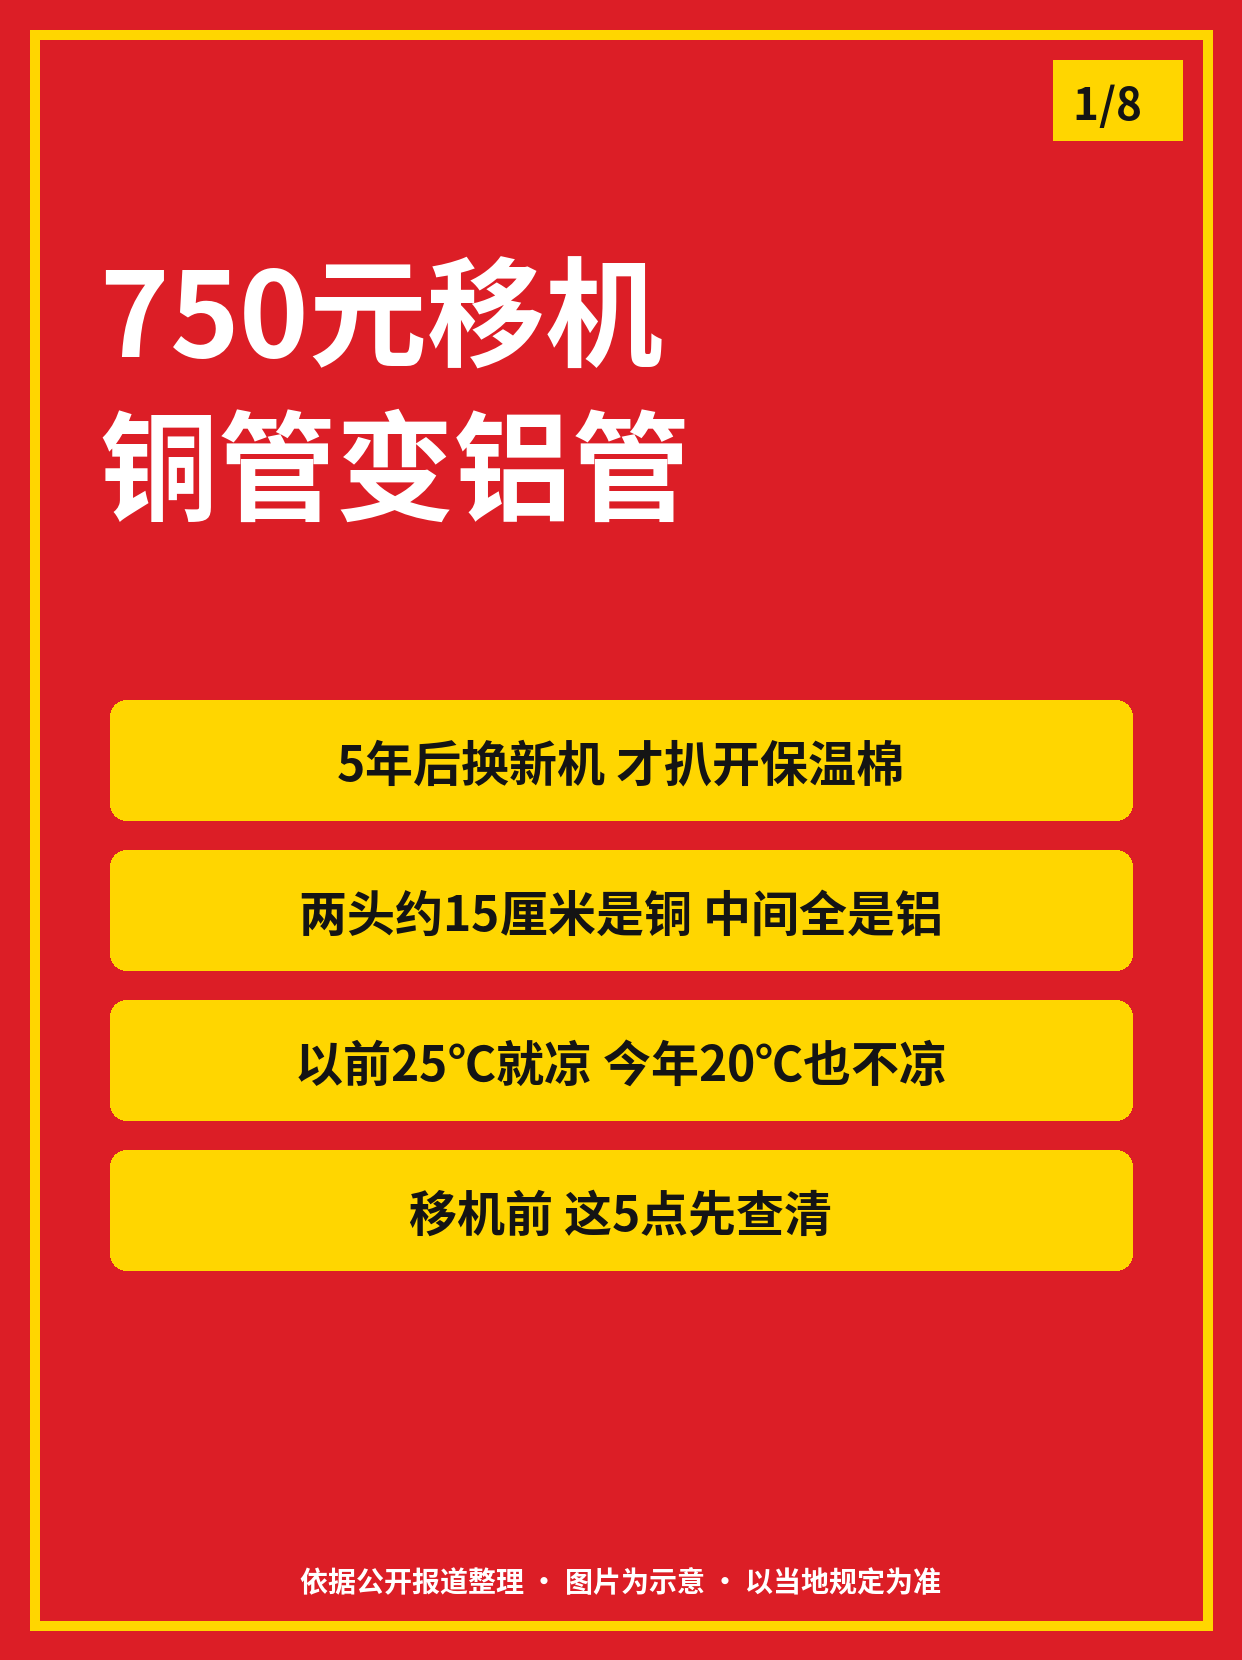 1/8
750元移机
铜管变铝管
5年后换新机 才扒开保温棉
两头约15厘米是铜 中间全是铝
以前25℃就凉 今年20℃也不凉
移机前 这5点先查清
依据公开报道整理 · 图片为示意 · 以当地规定为准